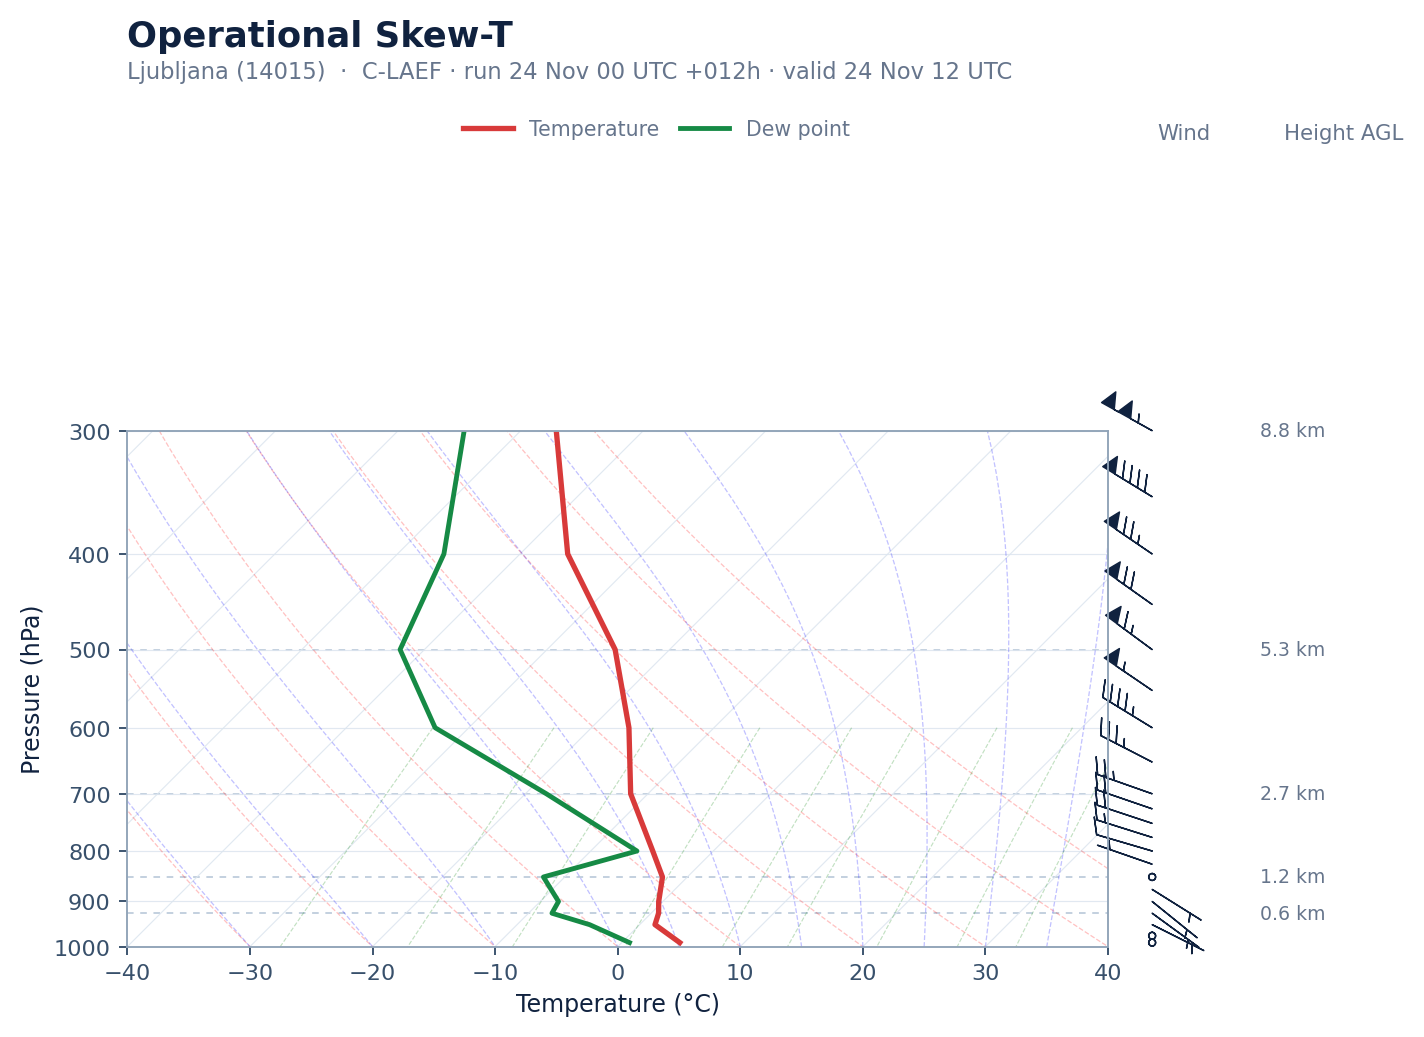 Operational Skew-T
Ljubljana (14015)  ·  C-LAEF · run 24 Nov 00 UTC +012h · valid 24 Nov 12 UTC
Temperature
Dew point
Wind
Height AGL
300
400
500
600
700
800
900
1000
Pressure (hPa)
−40
−30
−20
−10
0
10
20
30
40
Temperature (°C)
8.8 km
5.3 km
2.7 km
1.2 km
0.6 km